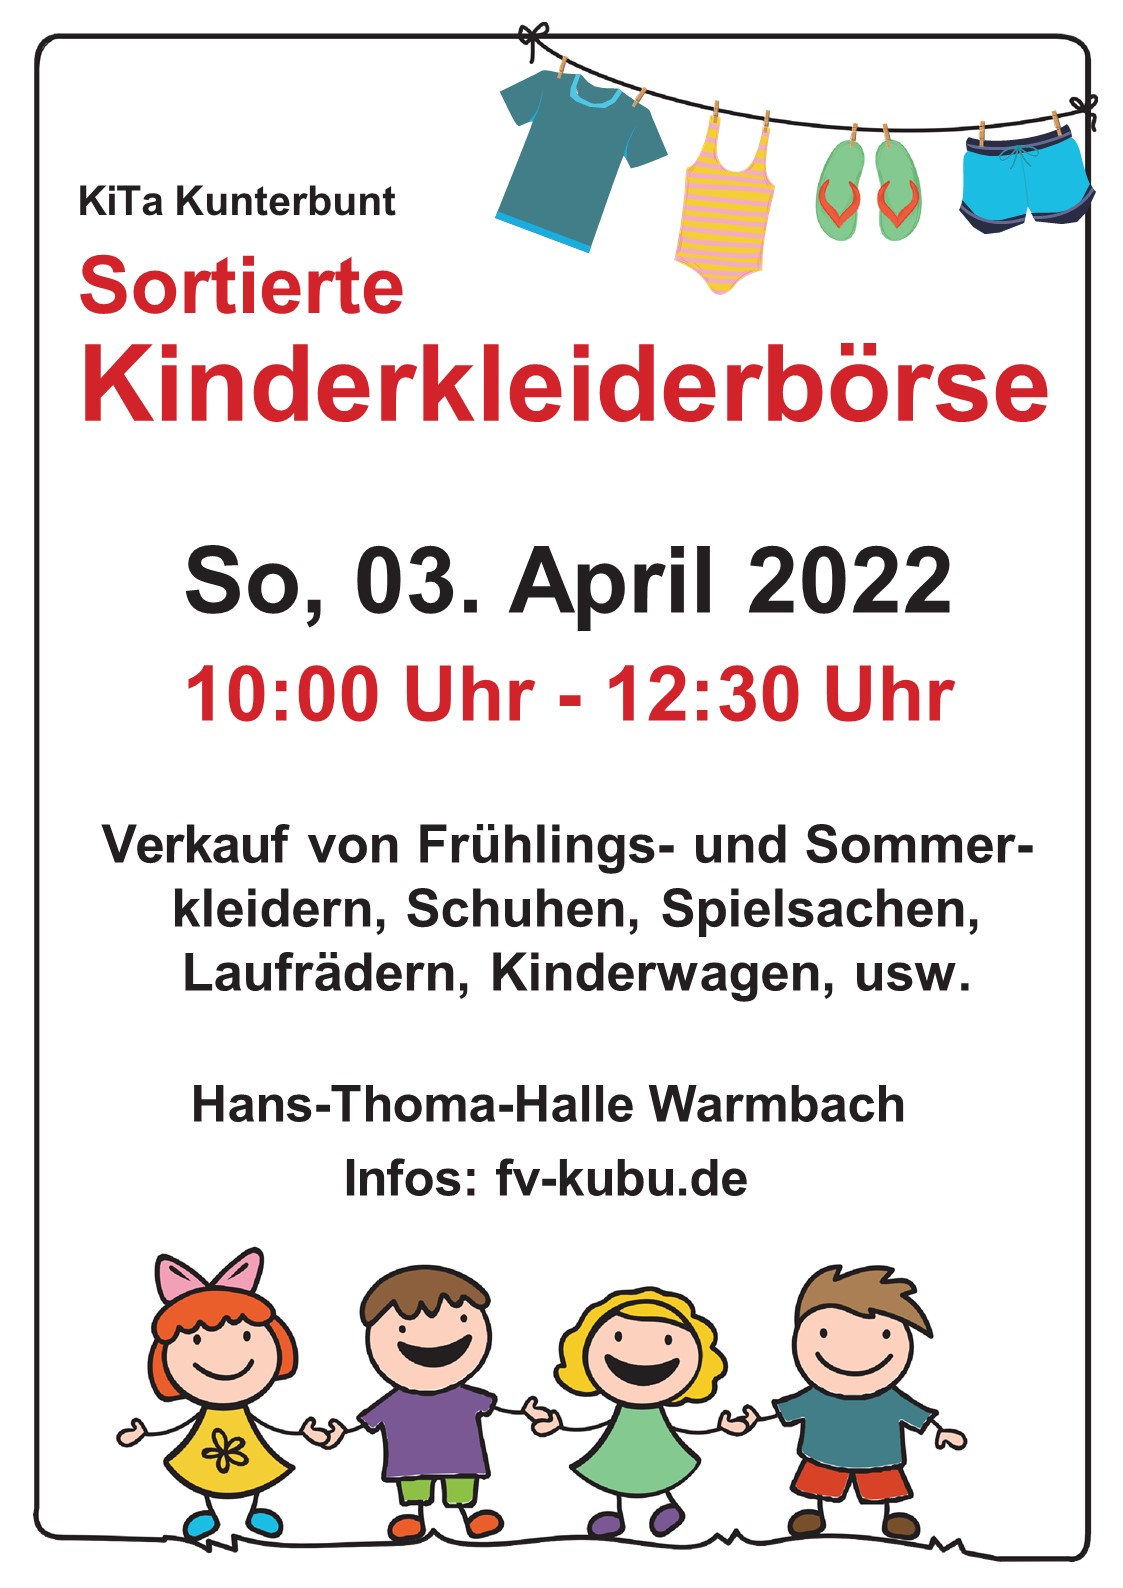 KiTa Kunterbunt
Sortierte
Kinderkleiderbörse
So, 03. April 2022
10:00 Uhr - 12:30 Uhr
Verkauf von Frühlings- und Sommer-
kleidern, Schuhen, Spielsachen,
Laufrädern, Kinderwagen, usw.
Hans-Thoma-Halle Warmbach
Infos: fv-kubu.de